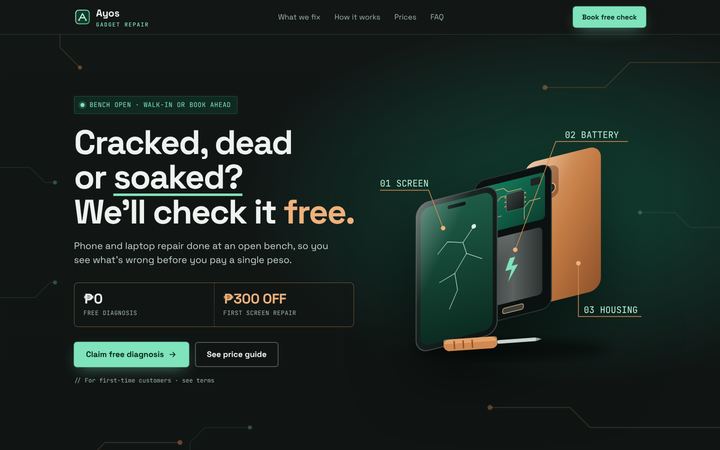 Ayos
GADGET REPAIR
What we fix How it works Prices FAQ
Book free check
BENCH OPEN · WALK-IN OR BOOK AHEAD
Cracked, dead
or soaked?
We’ll check it free.
Phone and laptop repair done at an open bench, so you
see what’s wrong before you pay a single peso.
₱0
FREE DIAGNOSIS
₱300 OFF
FIRST SCREEN REPAIR
Claim free diagnosis →
See price guide
// For first-time customers · see terms
01 SCREEN
02 BATTERY
03 HOUSING